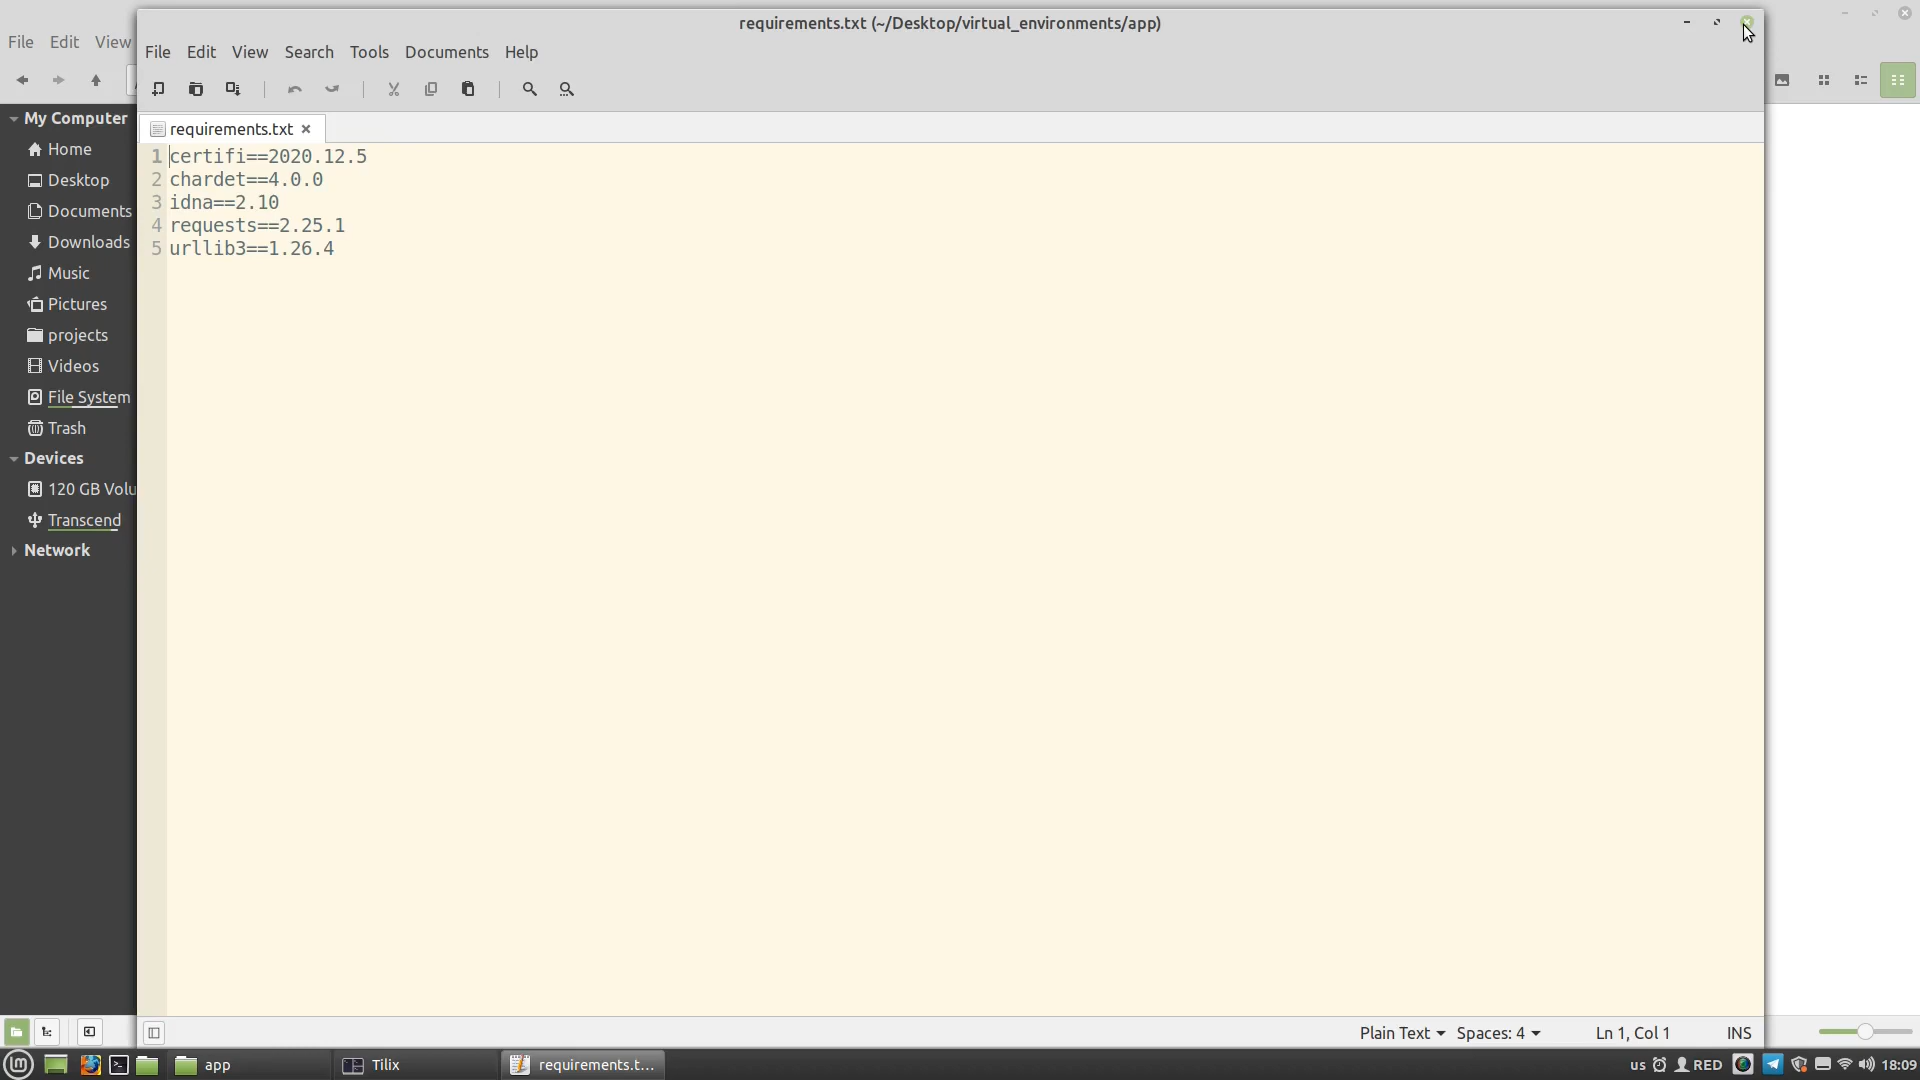 requirements.txt (~/Desktop/virtual_environments/app)
File Edit View
File Edit View Search Tools Documents Help
My Computer
Home
Desktop
Documents
Downloads
Music
Pictures
projects
Videos
File System
Trash
Devices
120 GB Volu
Transcend
Network
requirements.txt
1 certifi==2020.12.5
2 chardet==4.0.0
3 idna==2.10
4 requests==2.25.1
5 urllib3==1.26.4
Plain Text Spaces: 4 Ln 1, Col 1 INS
app Tilix requirements.t... us RED 18:09